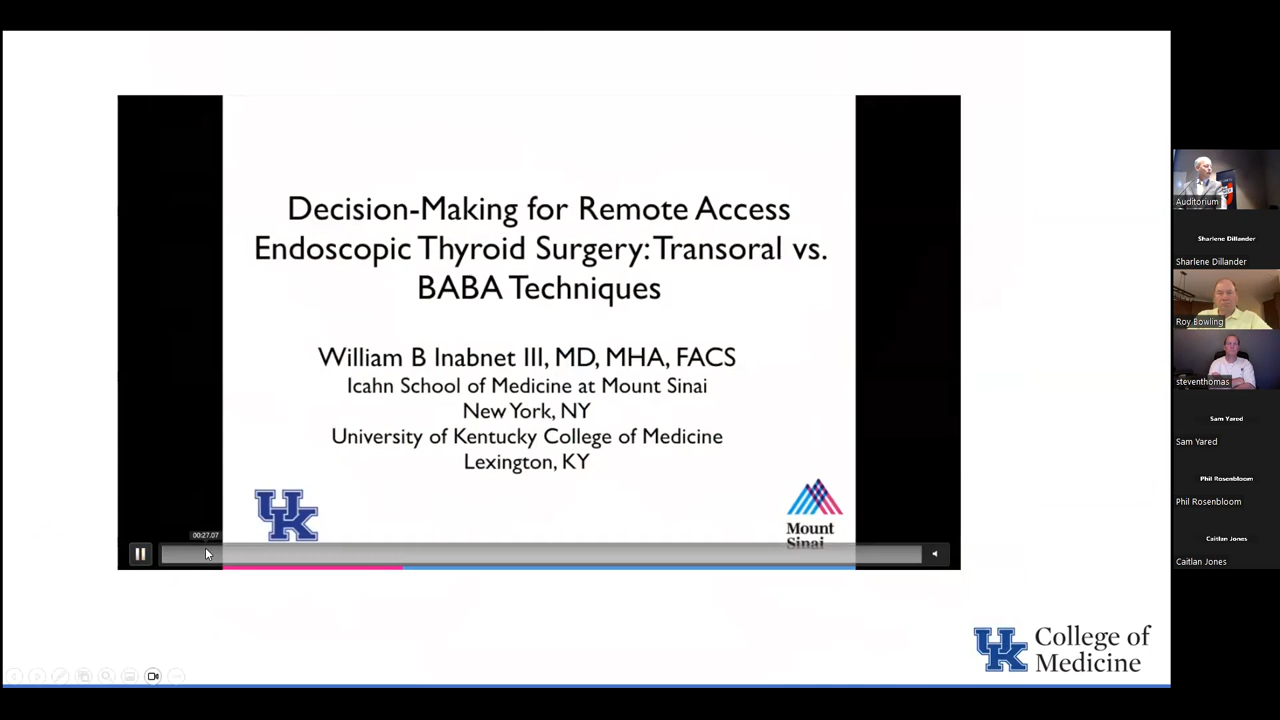 Decision-Making for Remote Access
Endoscopic Thyroid Surgery: Transoral vs.
BABA Techniques
William B Inabnet III, MD, MHA, FACS
Icahn School of Medicine at Mount Sinai
New York, NY
University of Kentucky College of Medicine
Lexington, KY
UK
Mount
Sinai
00:27.07
UK College of
Medicine
Auditorium
Sharlene Dillander
Sharlene Dillander
Roy Bowling
steventhomas
Sam Yared
Sam Yared
Phil Rosenbloom
Phil Rosenbloom
Caitlan Jones
Caitlan Jones